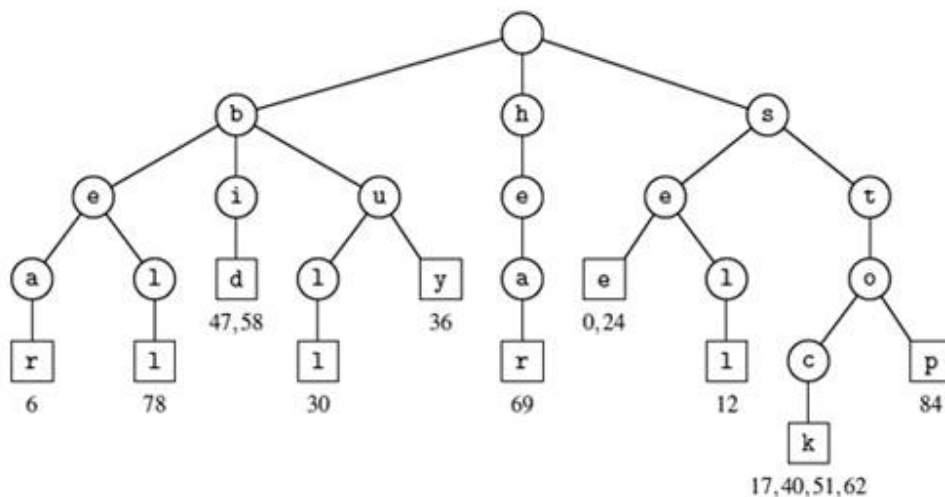 b h s
e i u e e t
a l d l y a e l o
47,58 36 0,24
r l l r l c p
6 78 30 69 12 84
k
17,40,51,62